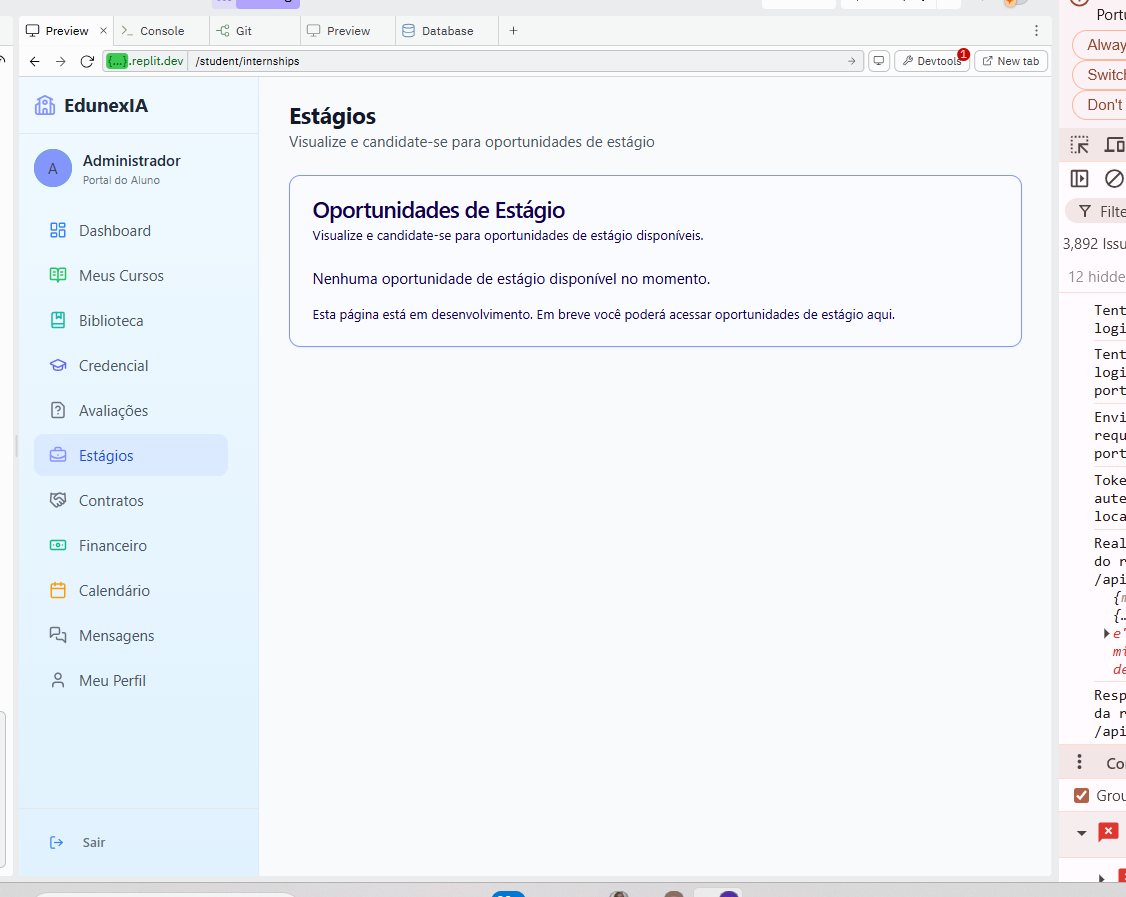 Preview
Console
Git
Preview
Database
{...}.replit.dev
/student/internships
Devtools
1
New tab
EdunexIA
A
Administrador
Portal do Aluno
Dashboard
Meus Cursos
Biblioteca
Credencial
Avaliações
Estágios
Contratos
Financeiro
Calendário
Mensagens
Meu Perfil
Sair
Estágios
Visualize e candidate-se para oportunidades de estágio
Oportunidades de Estágio
Visualize e candidate-se para oportunidades de estágio disponíveis.
Nenhuma oportunidade de estágio disponível no momento.
Esta página está em desenvolvimento. Em breve você poderá acessar oportunidades de estágio aqui.
Portu
Alway
Switch
Don't
Filte
3,892 Issu
12 hidde
Tent
logi
Tent
logi
port
Envi
requ
port
Toke
aute
loca
Real
do r
/api
{m
{…
e'
mi
de
Resp
da r
/api
Co
Grou